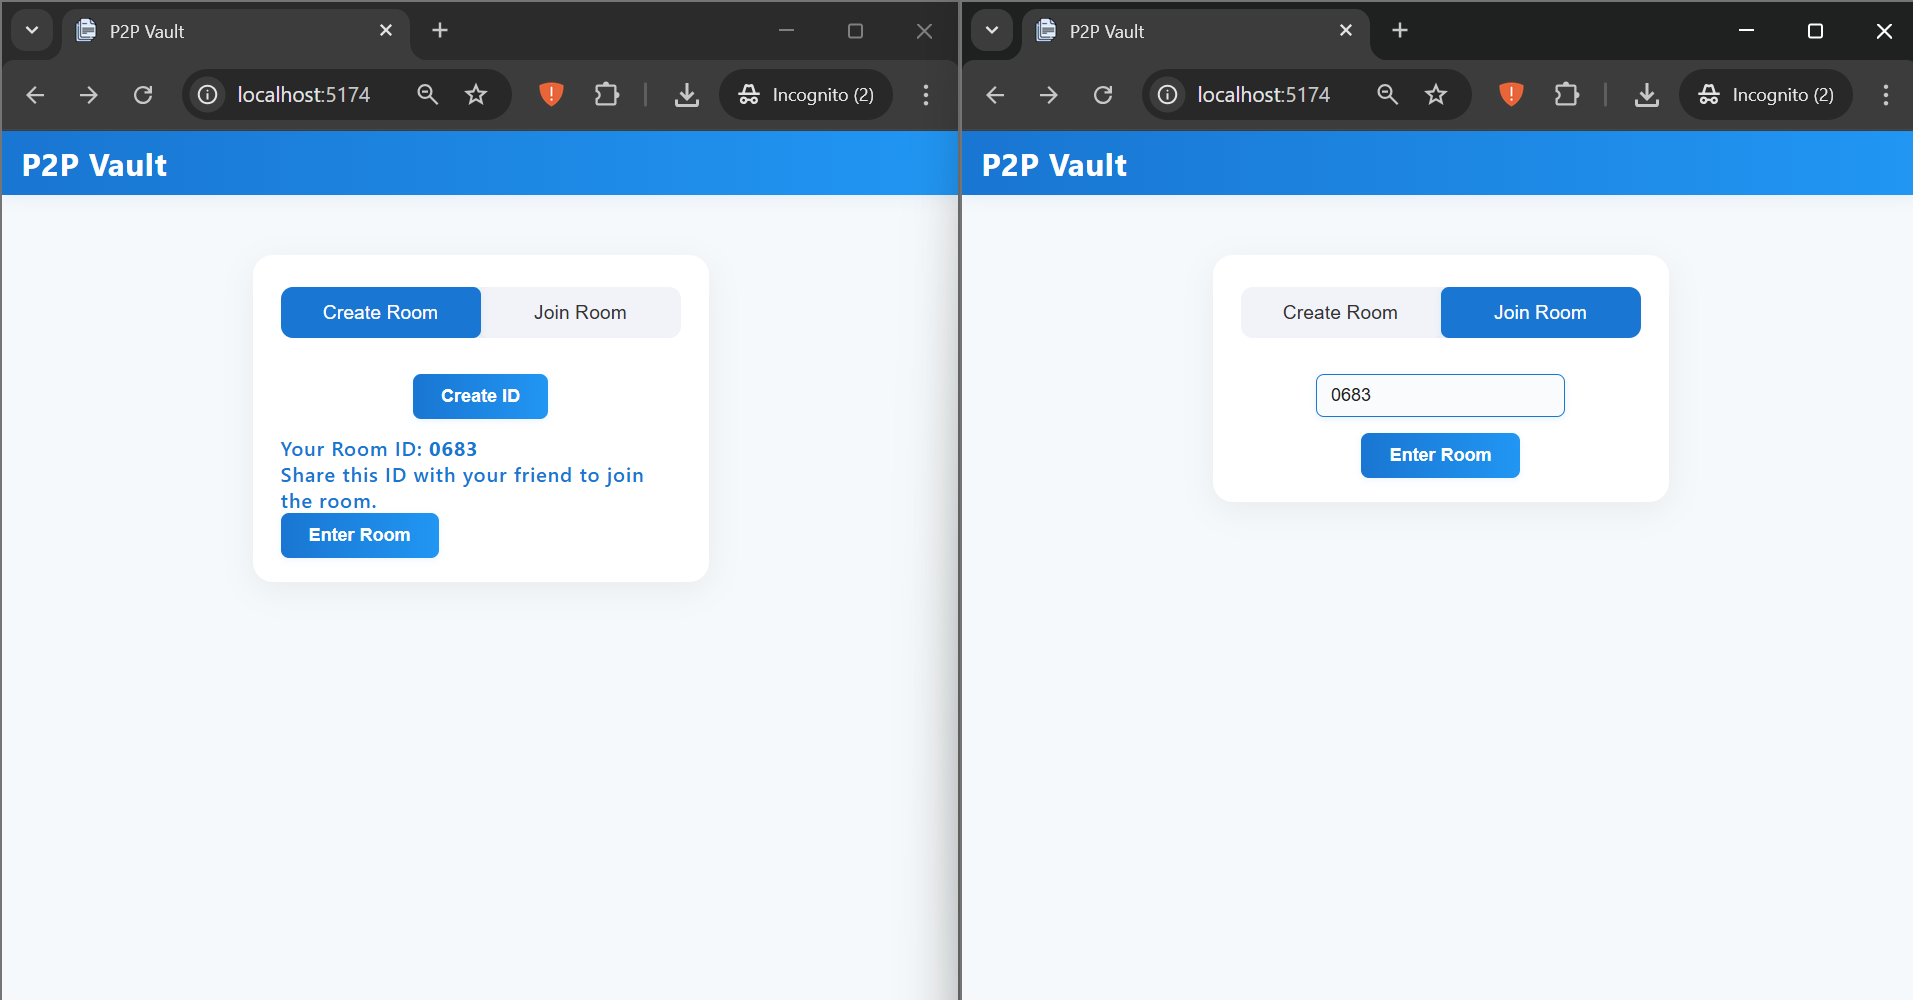 P2P Vault
localhost:5174
Incognito (2)
P2P Vault
Create Room
Join Room
Create ID
Your Room ID: 0683
Share this ID with your friend to join
the room.
Enter Room
P2P Vault
localhost:5174
Incognito (2)
P2P Vault
Create Room
Join Room
0683
Enter Room